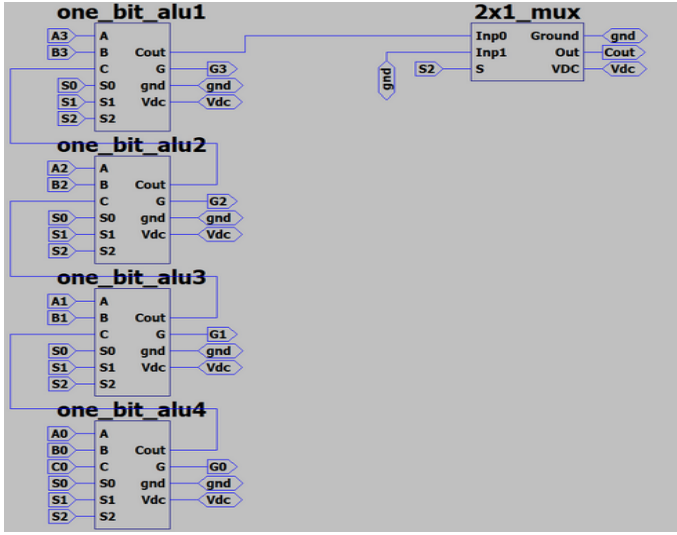 one_bit_alu1
2x1_mux
A3 A Inp0 Ground gnd
B3 B Cout Inp1 Out Cout
C G G3 gnd S2 S VDC Vdc
S0 S0 gnd gnd
S1 S1 Vdc Vdc
S2 S2
one_bit_alu2
A2 A
B2 B Cout
C G G2
S0 S0 gnd gnd
S1 S1 Vdc Vdc
S2 S2
one_bit_alu3
A1 A
B1 B Cout
C G G1
S0 S0 gnd gnd
S1 S1 Vdc Vdc
S2 S2
one_bit_alu4
A0 A
B0 B Cout
C0 C G G0
S0 S0 gnd gnd
S1 S1 Vdc Vdc
S2 S2